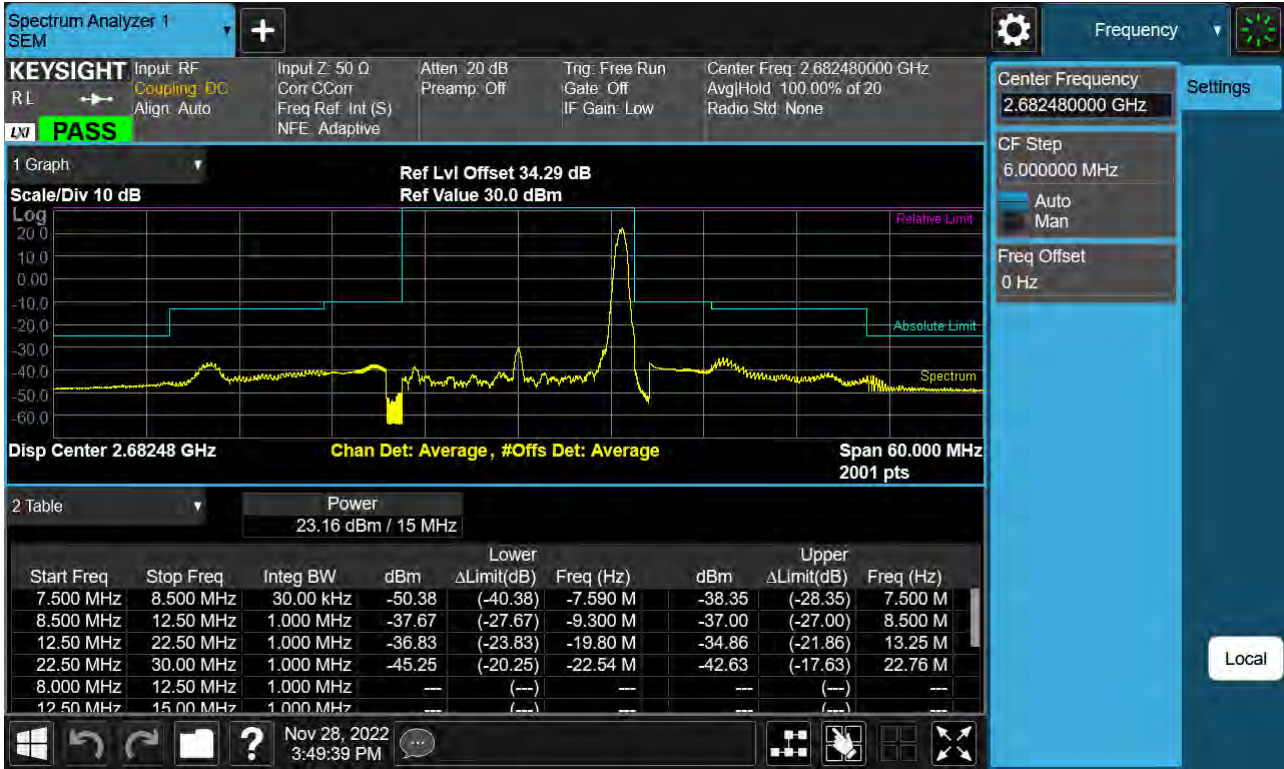 Spectrum Analyzer 1
SEM
Frequency
KEYSIGHT
R L
LXI
PASS
Input: RF
Coupling: DC
Align: Auto
Input Z: 50 Ω
Corr CCorr
Freq Ref: Int (S)
NFE: Adaptive
Atten: 20 dB
Preamp: Off
Trig: Free Run
Gate: Off
IF Gain: Low
Center Freq: 2.682480000 GHz
Avg|Hold: 100.00% of 20
Radio Std: None
Center Frequency
2.682480000 GHz
Settings
CF Step
6.000000 MHz
Auto
Man
Freq Offset
0 Hz
Local
1 Graph
Ref Lvl Offset 34.29 dB
Scale/Div 10 dB
Ref Value 30.0 dBm
Log
20.0
10.0
0.00
-10.0
-20.0
-30.0
-40.0
-50.0
-60.0
Relative Limit
Absolute Limit
Spectrum
Disp Center 2.68248 GHz
Chan Det: Average, #Offs Det: Average
Span 60.000 MHz
2001 pts
2 Table
Power
23.16 dBm / 15 MHz
Lower Upper
Start Freq Stop Freq Integ BW dBm ΔLimit(dB) Freq (Hz) dBm ΔLimit(dB) Freq (Hz)
7.500 MHz 8.500 MHz 30.00 kHz -50.38 (-40.38) -7.590 M -38.35 (-28.35) 7.500 M
8.500 MHz 12.50 MHz 1.000 MHz -37.67 (-27.67) -9.300 M -37.00 (-27.00) 8.500 M
12.50 MHz 22.50 MHz 1.000 MHz -36.83 (-23.83) -19.80 M -34.86 (-21.86) 13.25 M
22.50 MHz 30.00 MHz 1.000 MHz -45.25 (-20.25) -22.54 M -42.63 (-17.63) 22.76 M
8.000 MHz 12.50 MHz 1.000 MHz --- (---) --- --- (---) ---
12.50 MHz 15.00 MHz 1.000 MHz --- (---) --- --- (---) ---
Nov 28, 2022
3:49:39 PM